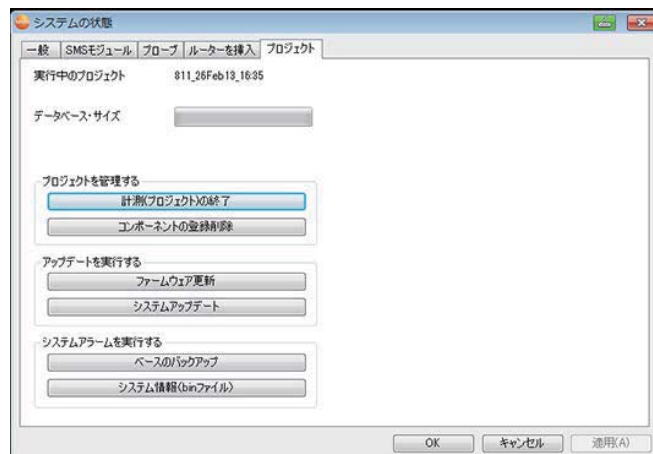 システムの状態
一般 SMSモジュール プローブ ルーターを挿入 プロジェクト
実行中のプロジェクト 811_26Feb13_1635
データベース・サイズ
プロジェクトを管理する
計測(プロジェクト)の終了
コンポーネントの登録削除
アップデートを実行する
ファームウェア更新
システムアップデート
システムアラームを実行する
ベースのバックアップ
システム情報(binファイル)
OK キャンセル 適用(A)